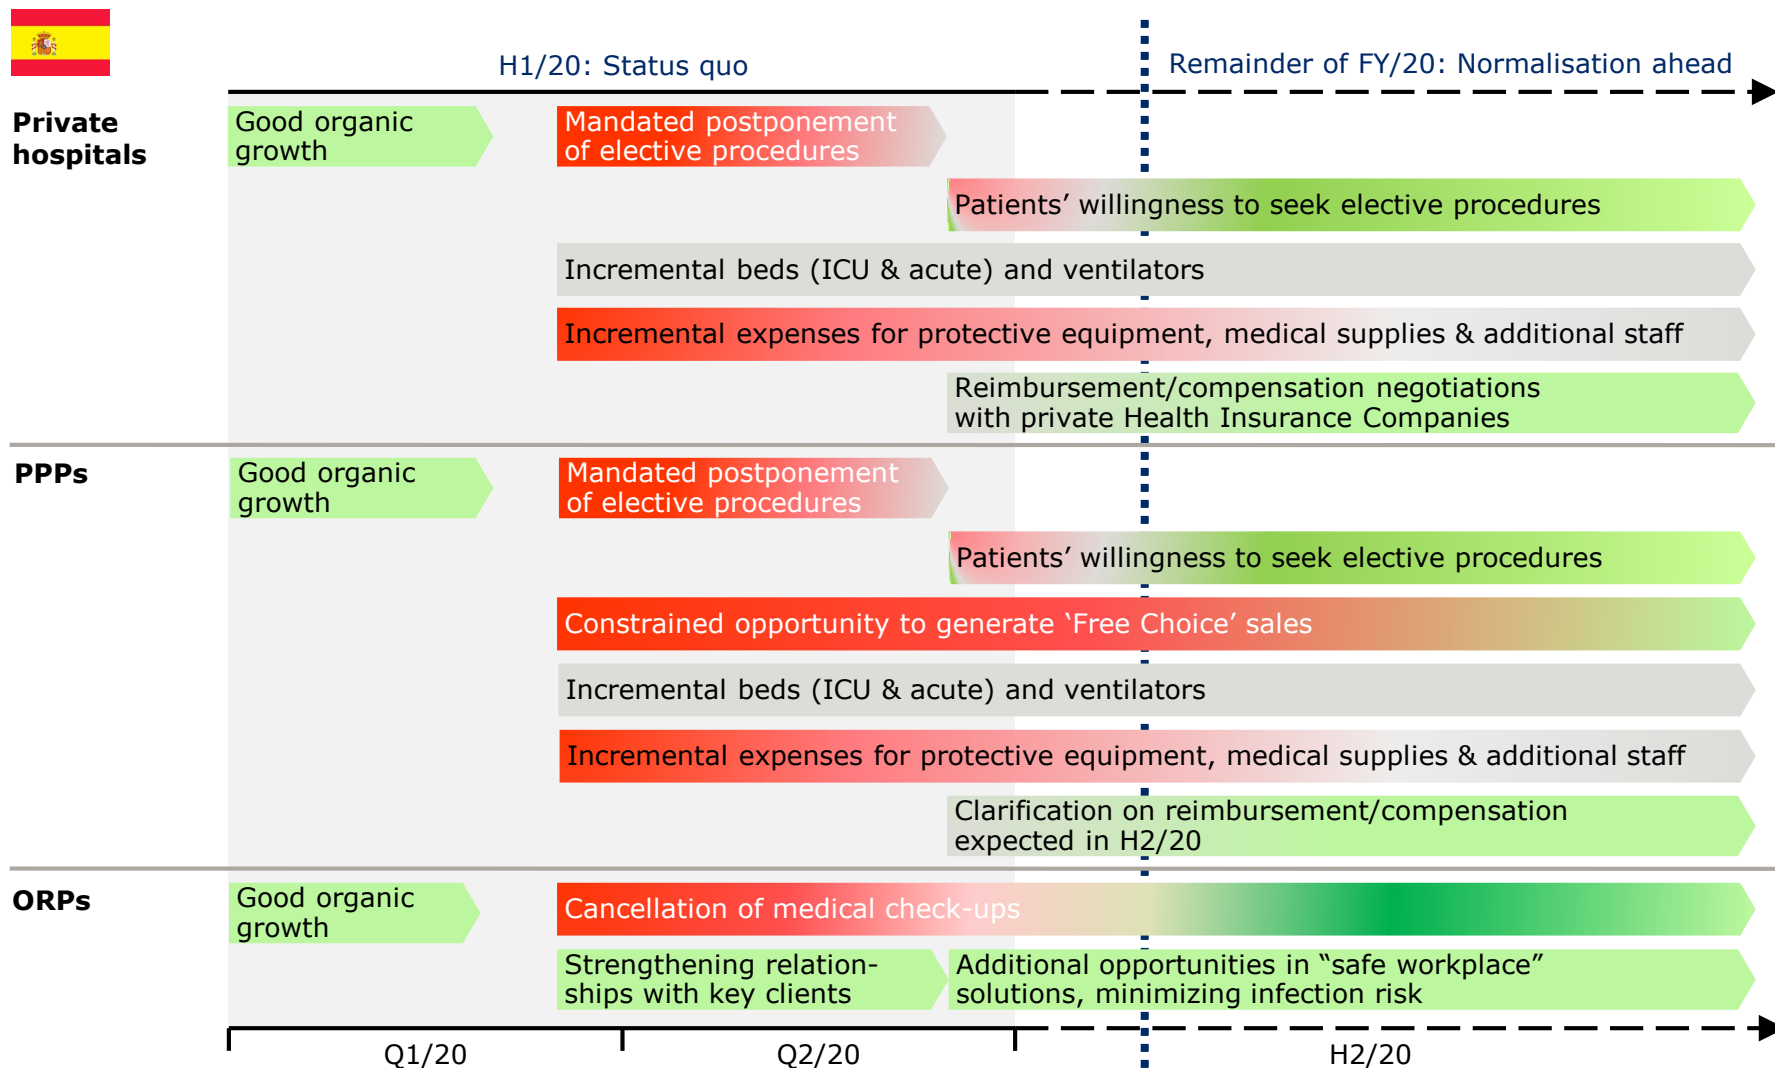 H1/20: Status quo
Remainder of FY/20: Normalisation ahead
Private
hospitals
Good organic
growth
Mandated postponement
of elective procedures
Patients’ willingness to seek elective procedures
Incremental beds (ICU & acute) and ventilators
Incremental expenses for protective equipment, medical supplies & additional staff
Reimbursement/compensation negotiations
with private Health Insurance Companies
PPPs
Good organic
growth
Mandated postponement
of elective procedures
Patients’ willingness to seek elective procedures
Constrained opportunity to generate ‘Free Choice’ sales
Incremental beds (ICU & acute) and ventilators
Incremental expenses for protective equipment, medical supplies & additional staff
Clarification on reimbursement/compensation
expected in H2/20
ORPs
Good organic
growth
Cancellation of medical check-ups
Strengthening relation-
ships with key clients
Additional opportunities in “safe workplace”
solutions, minimizing infection risk
Q1/20
Q2/20
H2/20